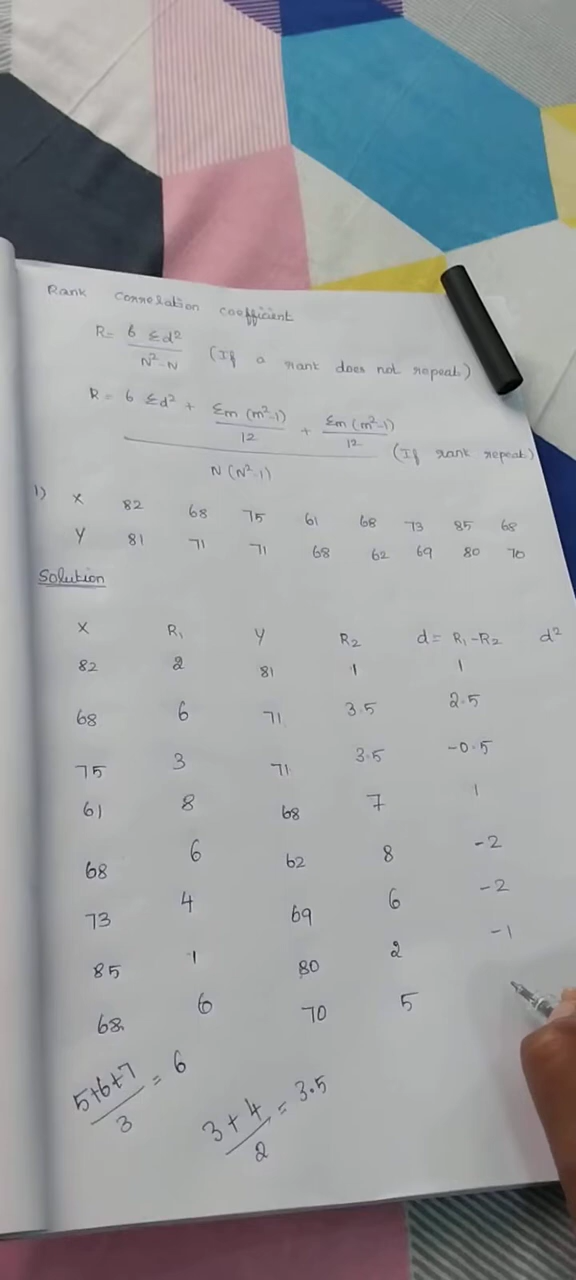 Rank Correlation coefficient
R = 6 Σd² / N² - N (If a rank does not repeat)
R = 6 Σd² + Σm (m²-1) / 12 + Σm (m²-1) / 12 / N (N²-1) (If rank repeat)
1) X 82 68 75 61 68 73 85 68
Y 81 71 71 68 62 69 80 70
Solution
X R₁ Y R₂ d = R₁-R₂ d²
82 2 81 1 1
68 6 71 3.5 2.5
75 3 71 3.5 -0.5
61 8 68 7 1
68 6 62 8 -2
73 4 69 6 -2
85 1 80 2 -1
68 6 70 5
5+6+7 / 3 = 6
3+4 / 2 = 3.5